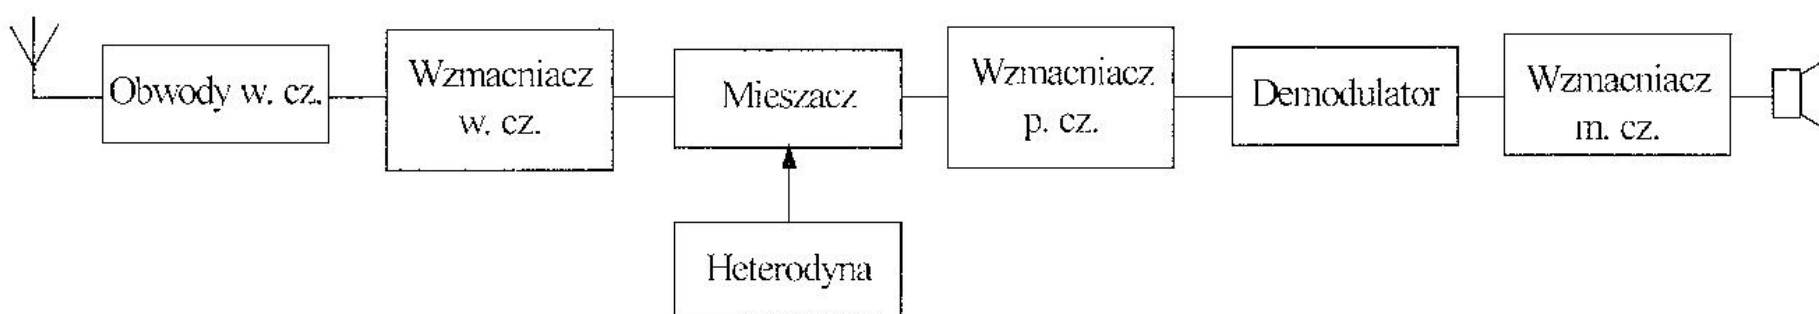 Obwody w. cz.
Wzmacniacz
w. cz.
Mieszacz
Wzmacniacz
p. cz.
Demodulator
Wzmacniacz
m. cz.
Heterodyna